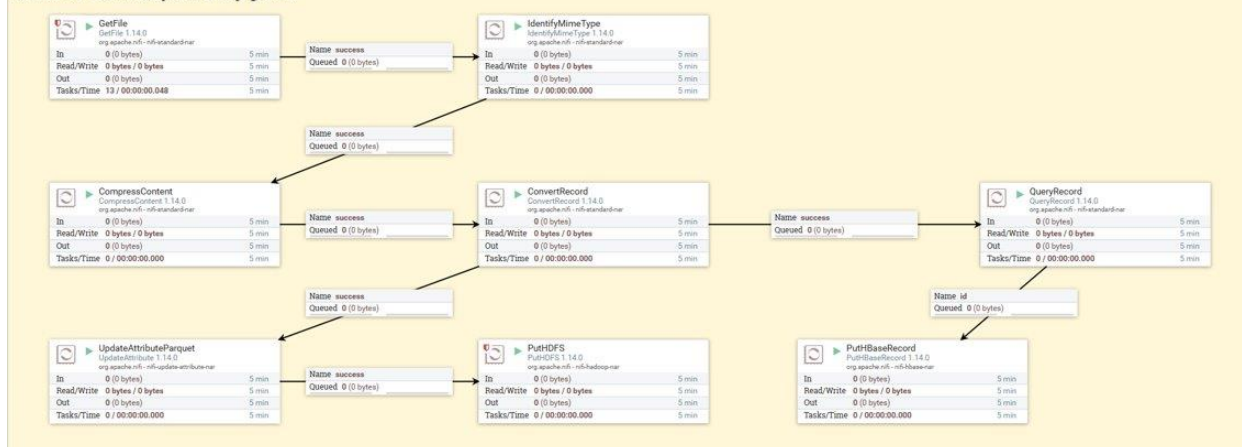 GetFile
GetFile 1.14.0
org.apache.nifi - nifi-standard-nar
In 0 (0 bytes) 5 min
Read/Write 0 bytes / 0 bytes 5 min
Out 0 (0 bytes) 5 min
Tasks/Time 13 / 00:00:00.048 5 min
Name success
Queued 0 (0 bytes)
IdentifyMimeType
IdentifyMimeType 1.14.0
org.apache.nifi - nifi-standard-nar
In 0 (0 bytes) 5 min
Read/Write 0 bytes / 0 bytes 5 min
Out 0 (0 bytes) 5 min
Tasks/Time 0 / 00:00:00.000 5 min
Name success
Queued 0 (0 bytes)
CompressContent
CompressContent 1.14.0
org.apache.nifi - nifi-standard-nar
In 0 (0 bytes) 5 min
Read/Write 0 bytes / 0 bytes 5 min
Out 0 (0 bytes) 5 min
Tasks/Time 0 / 00:00:00.000 5 min
Name success
Queued 0 (0 bytes)
ConvertRecord
ConvertRecord 1.14.0
org.apache.nifi - nifi-standard-nar
In 0 (0 bytes) 5 min
Read/Write 0 bytes / 0 bytes 5 min
Out 0 (0 bytes) 5 min
Tasks/Time 0 / 00:00:00.000 5 min
Name success
Queued 0 (0 bytes)
QueryRecord
QueryRecord 1.14.0
org.apache.nifi - nifi-standard-nar
In 0 (0 bytes) 5 min
Read/Write 0 bytes / 0 bytes 5 min
Out 0 (0 bytes) 5 min
Tasks/Time 0 / 00:00:00.000 5 min
Name success
Queued 0 (0 bytes)
Name id
Queued 0 (0 bytes)
UpdateAttributeParquet
UpdateAttribute 1.14.0
org.apache.nifi - nifi-update-attribute-nar
In 0 (0 bytes) 5 min
Read/Write 0 bytes / 0 bytes 5 min
Out 0 (0 bytes) 5 min
Tasks/Time 0 / 00:00:00.000 5 min
Name success
Queued 0 (0 bytes)
PutHDFS
PutHDFS 1.14.0
org.apache.nifi - nifi-hadoop-nar
In 0 (0 bytes) 5 min
Read/Write 0 bytes / 0 bytes 5 min
Out 0 (0 bytes) 5 min
Tasks/Time 0 / 00:00:00.000 5 min
PutHBaseRecord
PutHBaseRecord 1.14.0
org.apache.nifi - nifi-hbase-nar
In 0 (0 bytes) 5 min
Read/Write 0 bytes / 0 bytes 5 min
Out 0 (0 bytes) 5 min
Tasks/Time 0 / 00:00:00.000 5 min